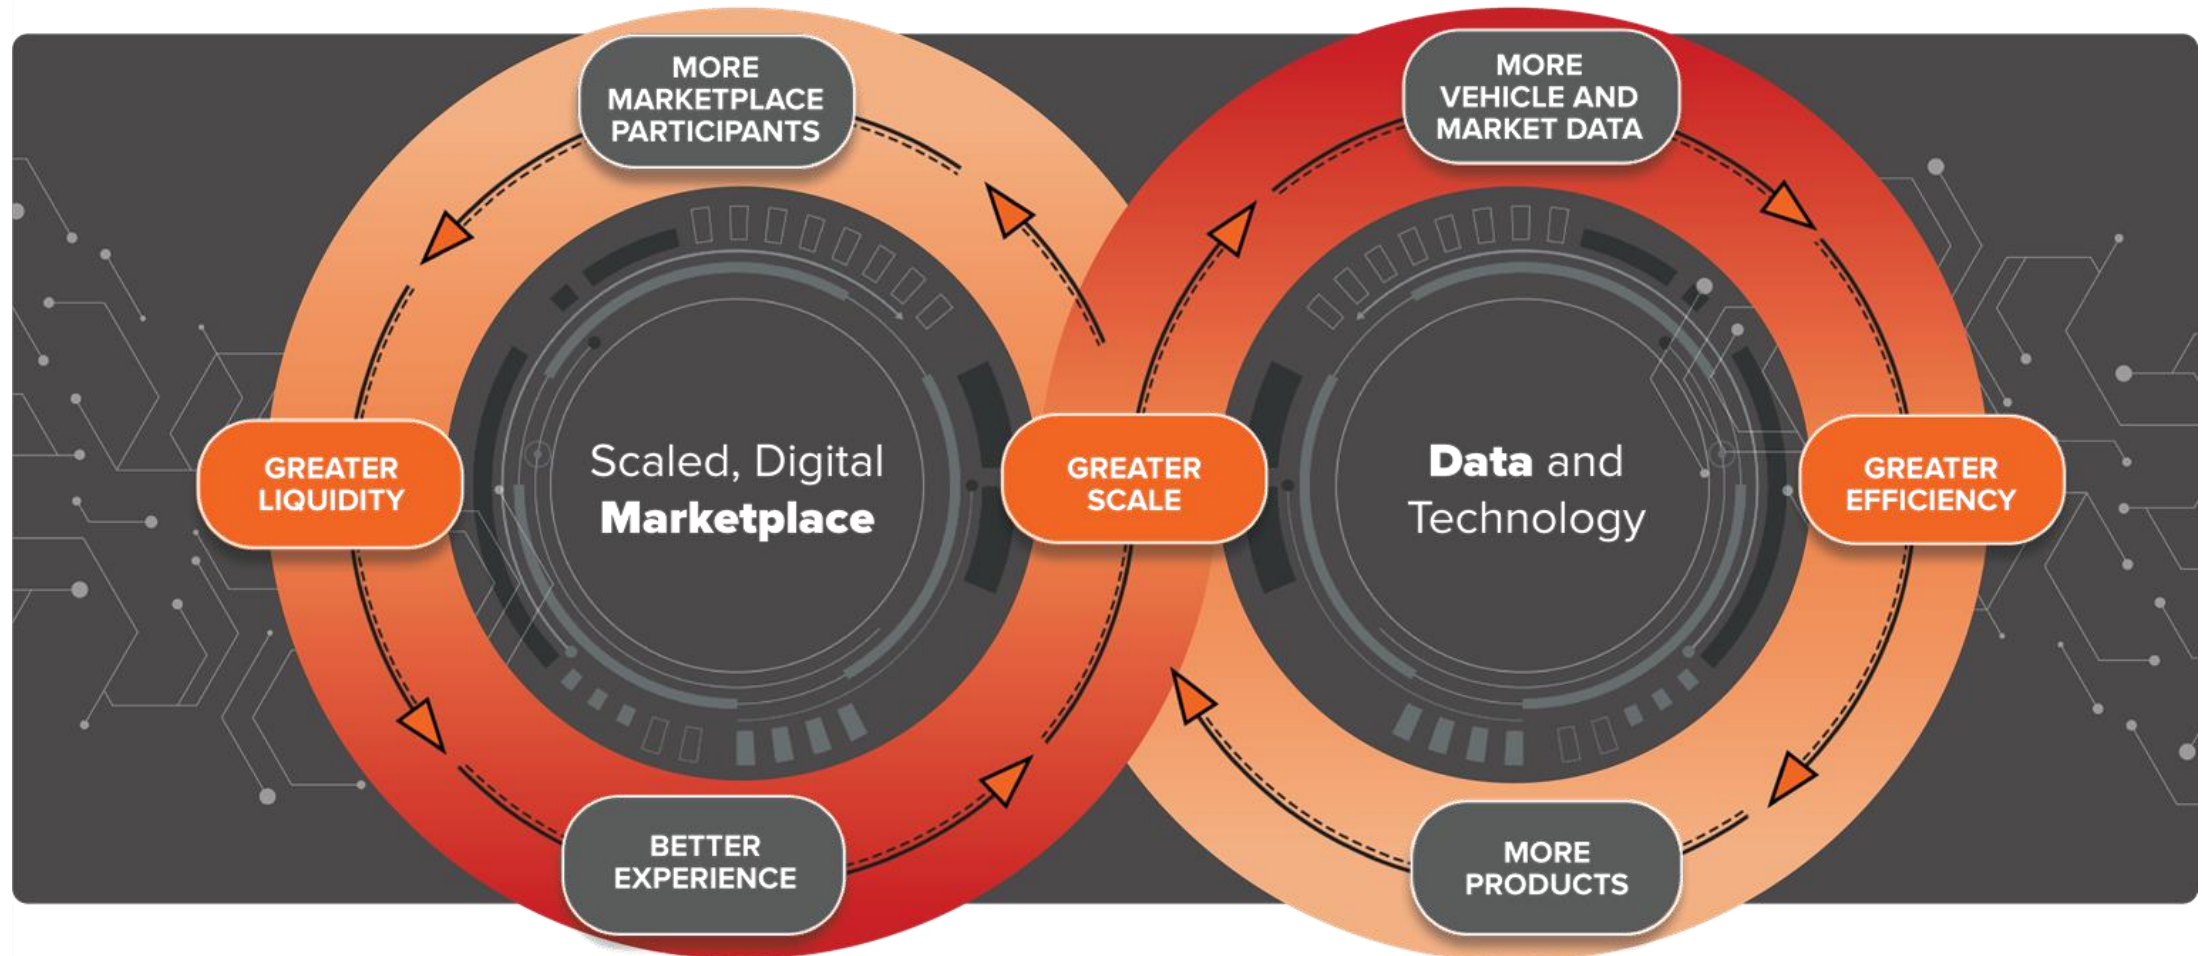 MORE
MARKETPLACE
PARTICIPANTS
MORE
VEHICLE AND
MARKET DATA
GREATER
LIQUIDITY
Scaled, Digital
Marketplace
GREATER
SCALE
Data and
Technology
GREATER
EFFICIENCY
BETTER
EXPERIENCE
MORE
PRODUCTS